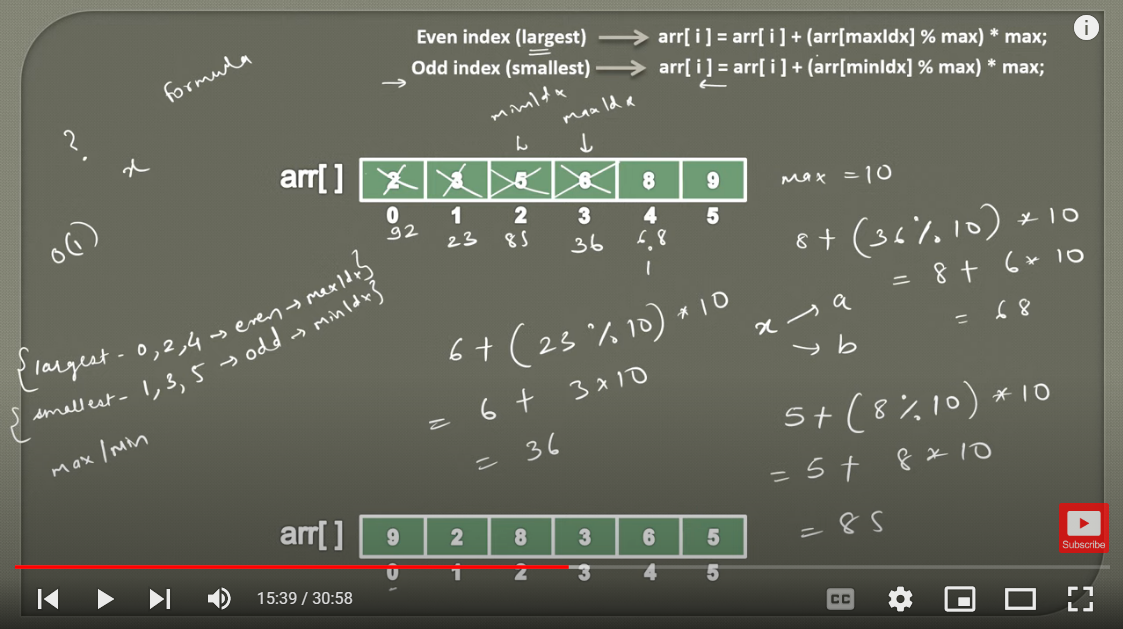 Even index (largest) → arr[ i ] = arr[ i ] + (arr[maxIdx] % max) * max;
→ Odd index (smallest) → arr[ i ] = arr[ i ] + (arr[minIdx] % max) * max; ←
i
formula
?
x
O(1)
minIdx maxIdx
↓ ↓
arr[ ] 2 3 5 6 8 9
0 1 2 3 4 5
92 23 85 36 68
max = 10
8 + (36 % 10) * 10
= 8 + 6 * 10
= 68
x → a
→ b
{ largest - 0, 2, 4 → even → maxIdx }
{ smallest - 1, 3, 5 → odd → minIdx }
max/min
6 + (23 % 10) * 10
= 6 + 3 x 10
= 36
5 + (8 % 10) * 10
= 5 + 8 * 10
= 85
arr[ ] 9 2 8 3 6 5
0 1 2 3 4 5
Subscribe
15:39 / 30:58
CC